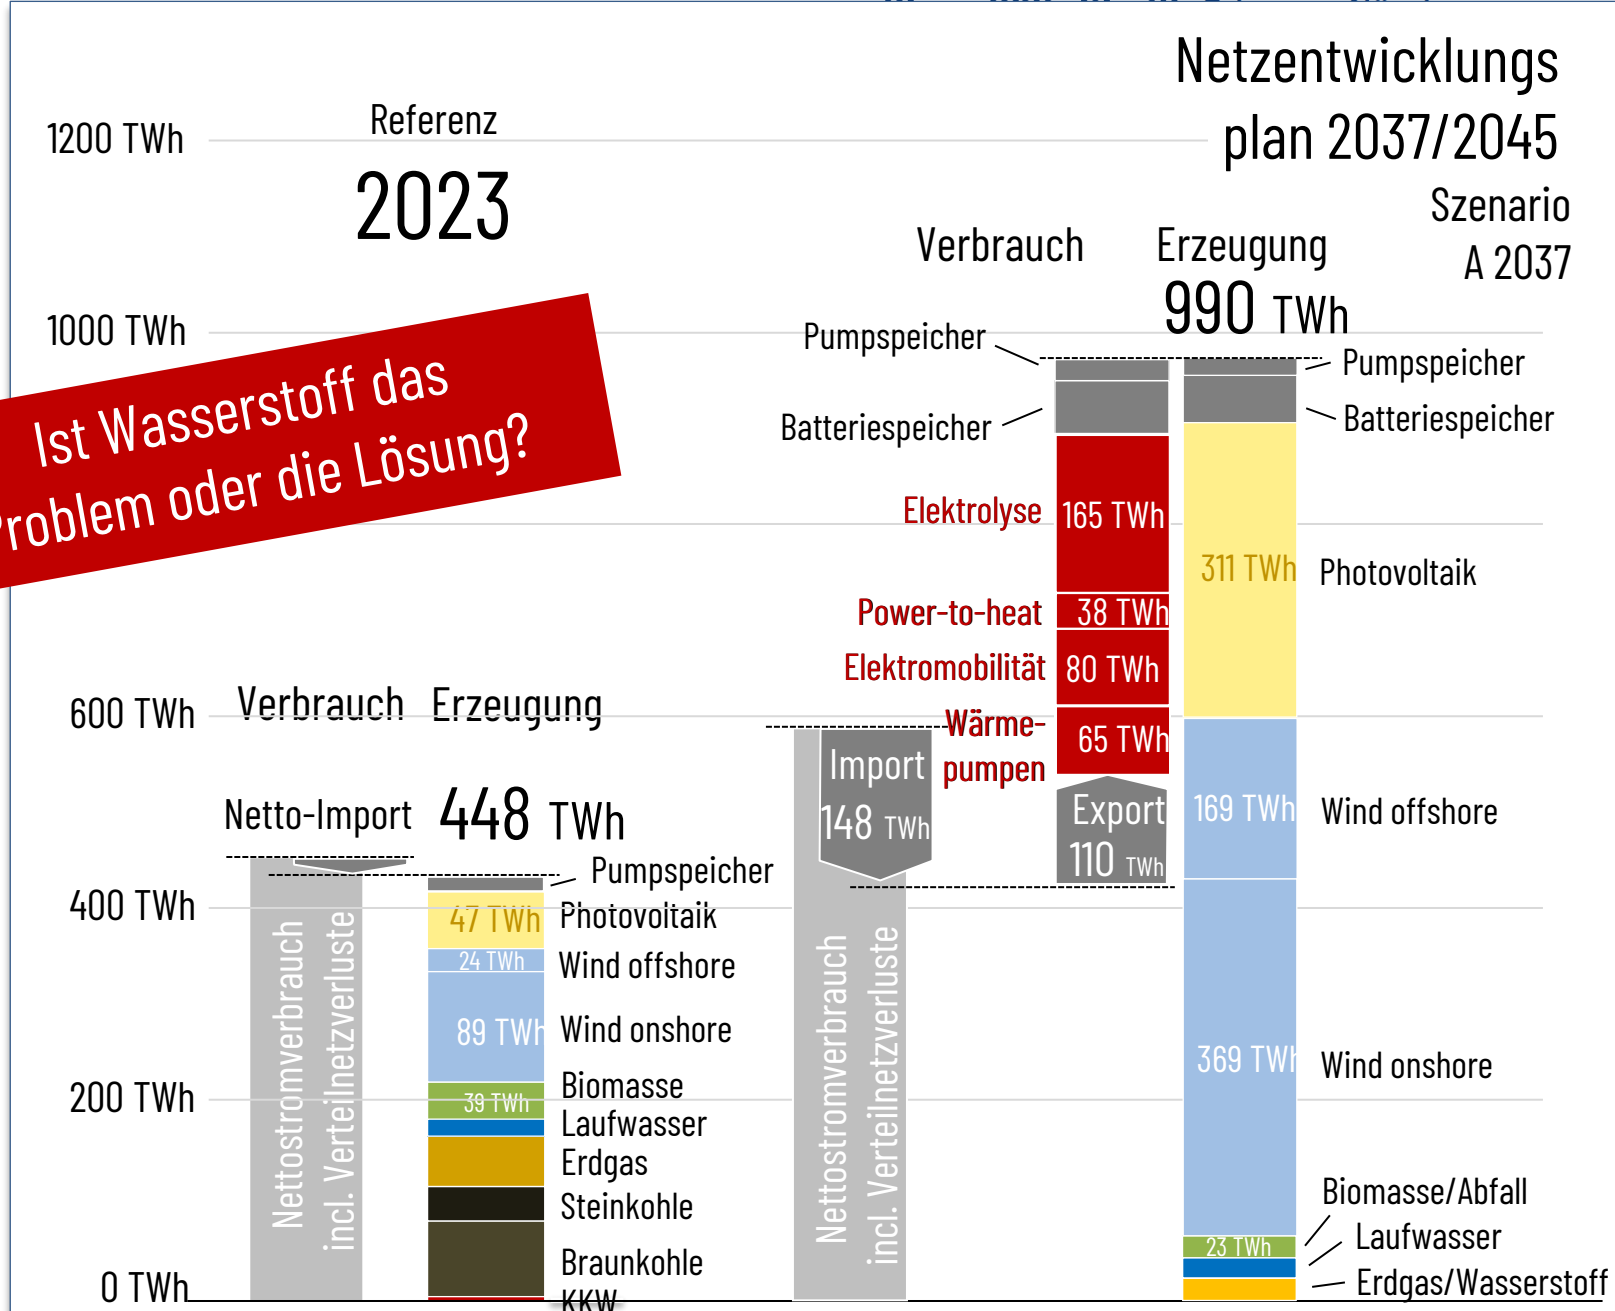 Netzentwicklungs
plan 2037/2045
Szenario
A 2037
Referenz
2023
1200 TWh
1000 TWh
600 TWh
400 TWh
200 TWh
0 TWh
Ist Wasserstoff das
Problem oder die Lösung?
Verbrauch Erzeugung
Netto-Import 448 TWh
Pumpspeicher
47 TWh Photovoltaik
24 TWh Wind offshore
89 TWh Wind onshore
39 TWh Biomasse
Laufwasser
Erdgas
Steinkohle
Braunkohle
KKW
Nettostromverbrauch
incl. Verteilnetzverluste
Verbrauch Erzeugung
990 TWh
Pumpspeicher
Batteriespeicher
Elektrolyse 165 TWh
Power-to-heat 38 TWh
Elektromobilität 80 TWh
Wärme-
pumpen
65 TWh
Import
148 TWh
Export
110 TWh
Nettostromverbrauch
incl. Verteilnetzverluste
Pumpspeicher
Batteriespeicher
311 TWh Photovoltaik
169 TWh Wind offshore
369 TWh Wind onshore
Biomasse/Abfall
23 TWh
Laufwasser
Erdgas/Wasserstoff